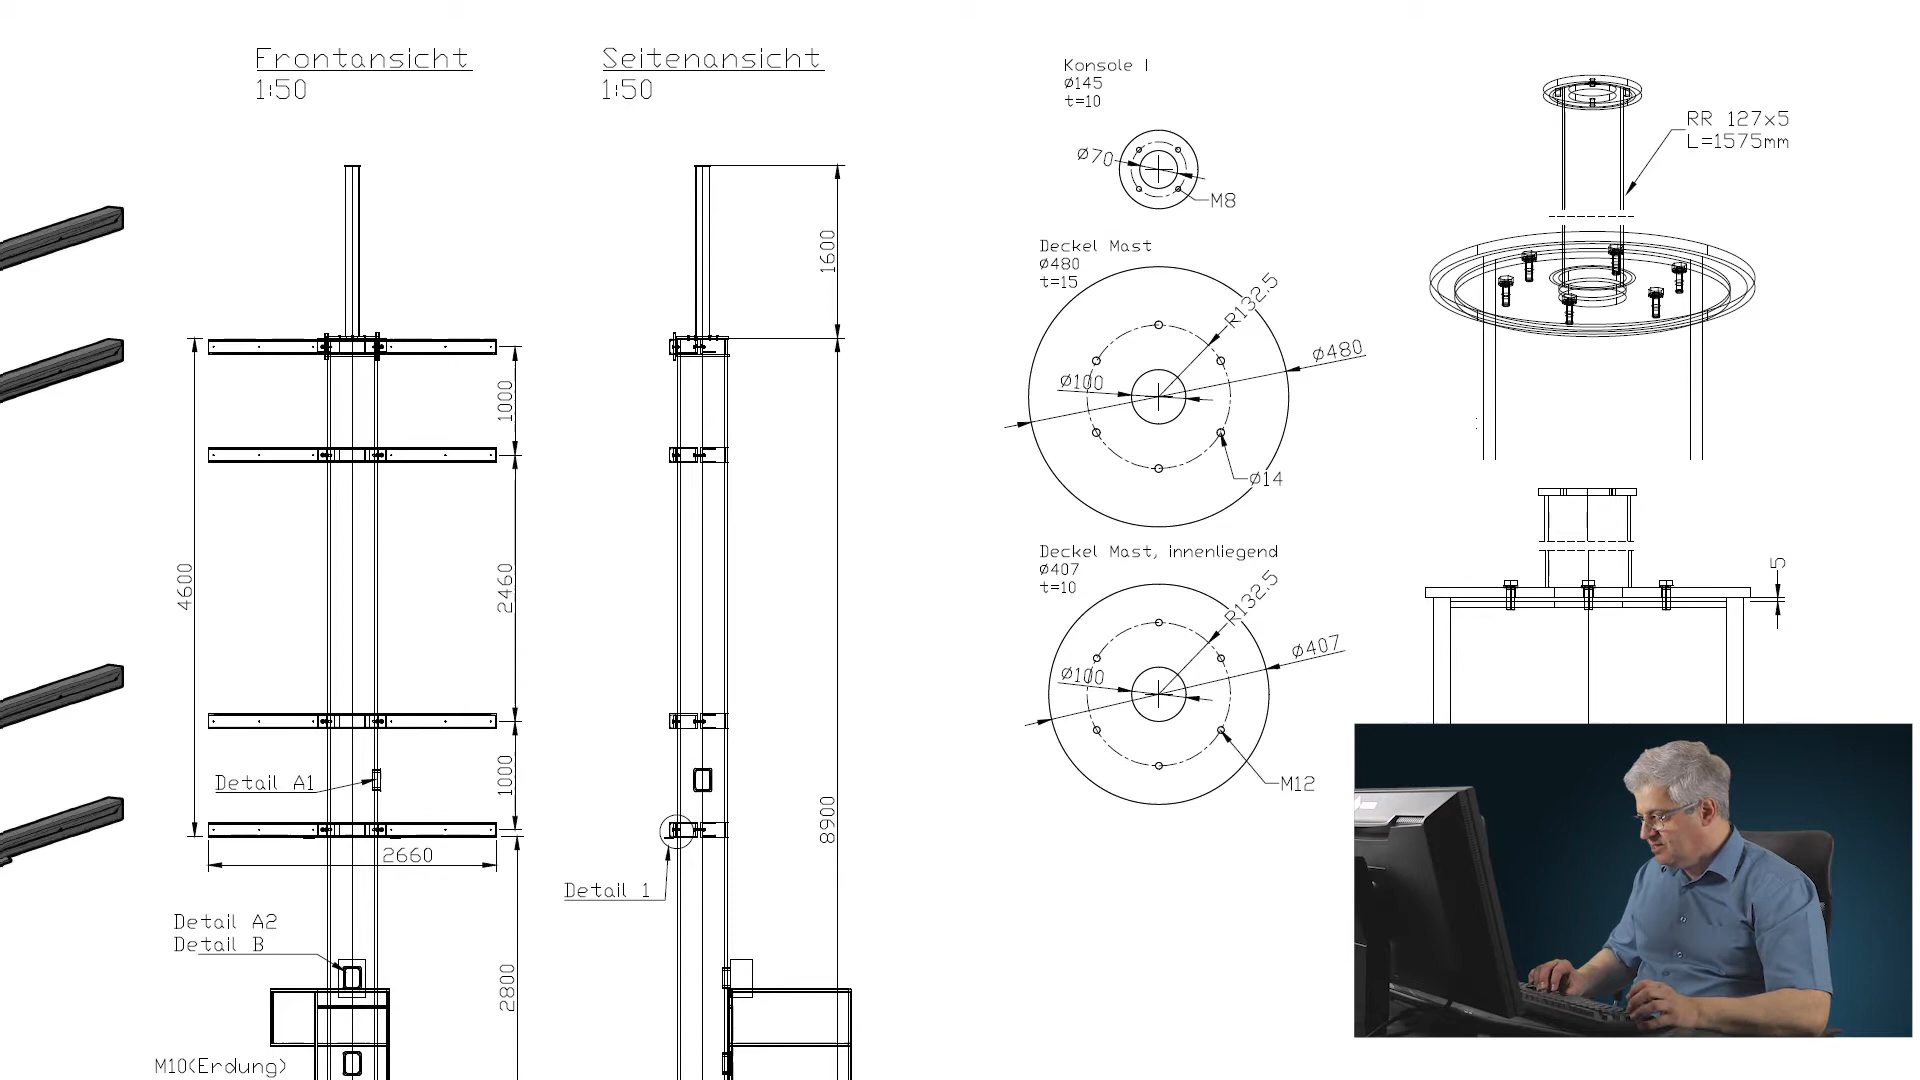 Frontansicht
1:50
Seitenansicht
1:50
4600
1000
2460
1000
2660
2800
Detail A1
Detail A2
Detail B
M10(Erdung)
1600
8900
Detail 1
Konsole I
Ø145
t=10
Ø70
M8
Deckel Mast
Ø480
t=15
R132.5
Ø480
Ø100
Ø14
Deckel Mast, innenliegend
Ø407
t=10
R132.5
Ø407
Ø100
M12
RR 127x5
L=1575mm
5